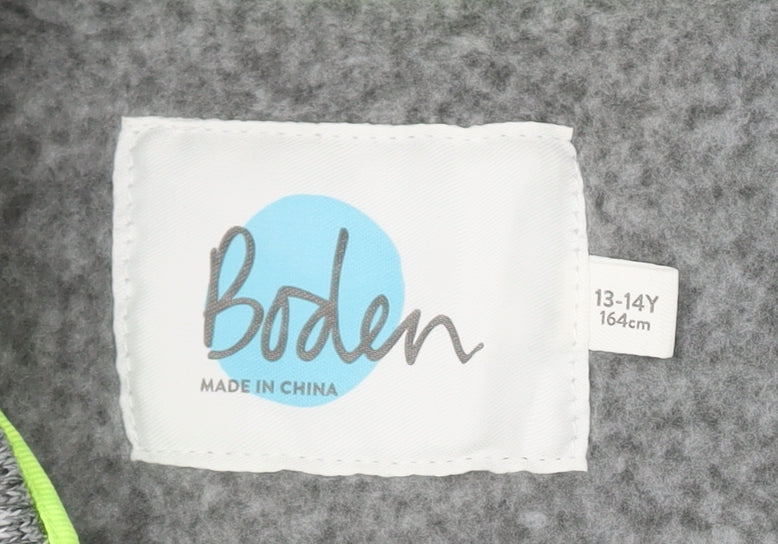 Boden
MADE IN CHINA
13-14Y
164cm